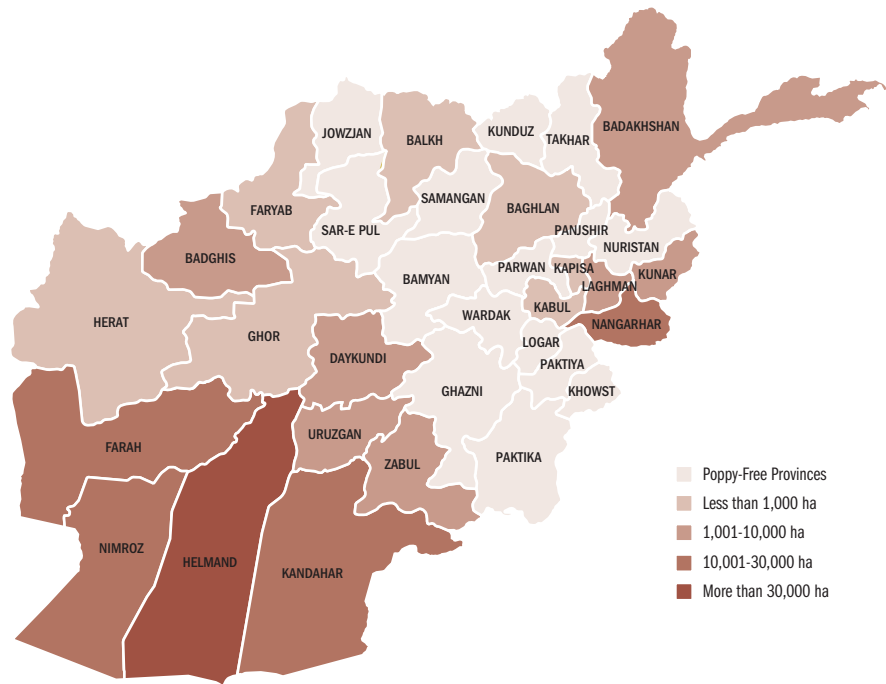 JOWZJAN
BALKH
KUNDUZ
TAKHAR
BADAKHSHAN
FARYAB
SAR-E PUL
SAMANGAN
BAGHLAN
PANJSHIR
NURISTAN
BADGHIS
BAMYAN
PARWAN
KAPISA
LAGHMAN
KUNAR
HERAT
GHOR
WARDAK
KABUL
NANGARHAR
DAYKUNDI
LOGAR
PAKTIYA
GHAZNI
KHOWST
FARAH
URUZGAN
ZABUL
PAKTIKA
NIMROZ
HELMAND
KANDAHAR
Poppy-Free Provinces
Less than 1,000 ha
1,001-10,000 ha
10,001-30,000 ha
More than 30,000 ha